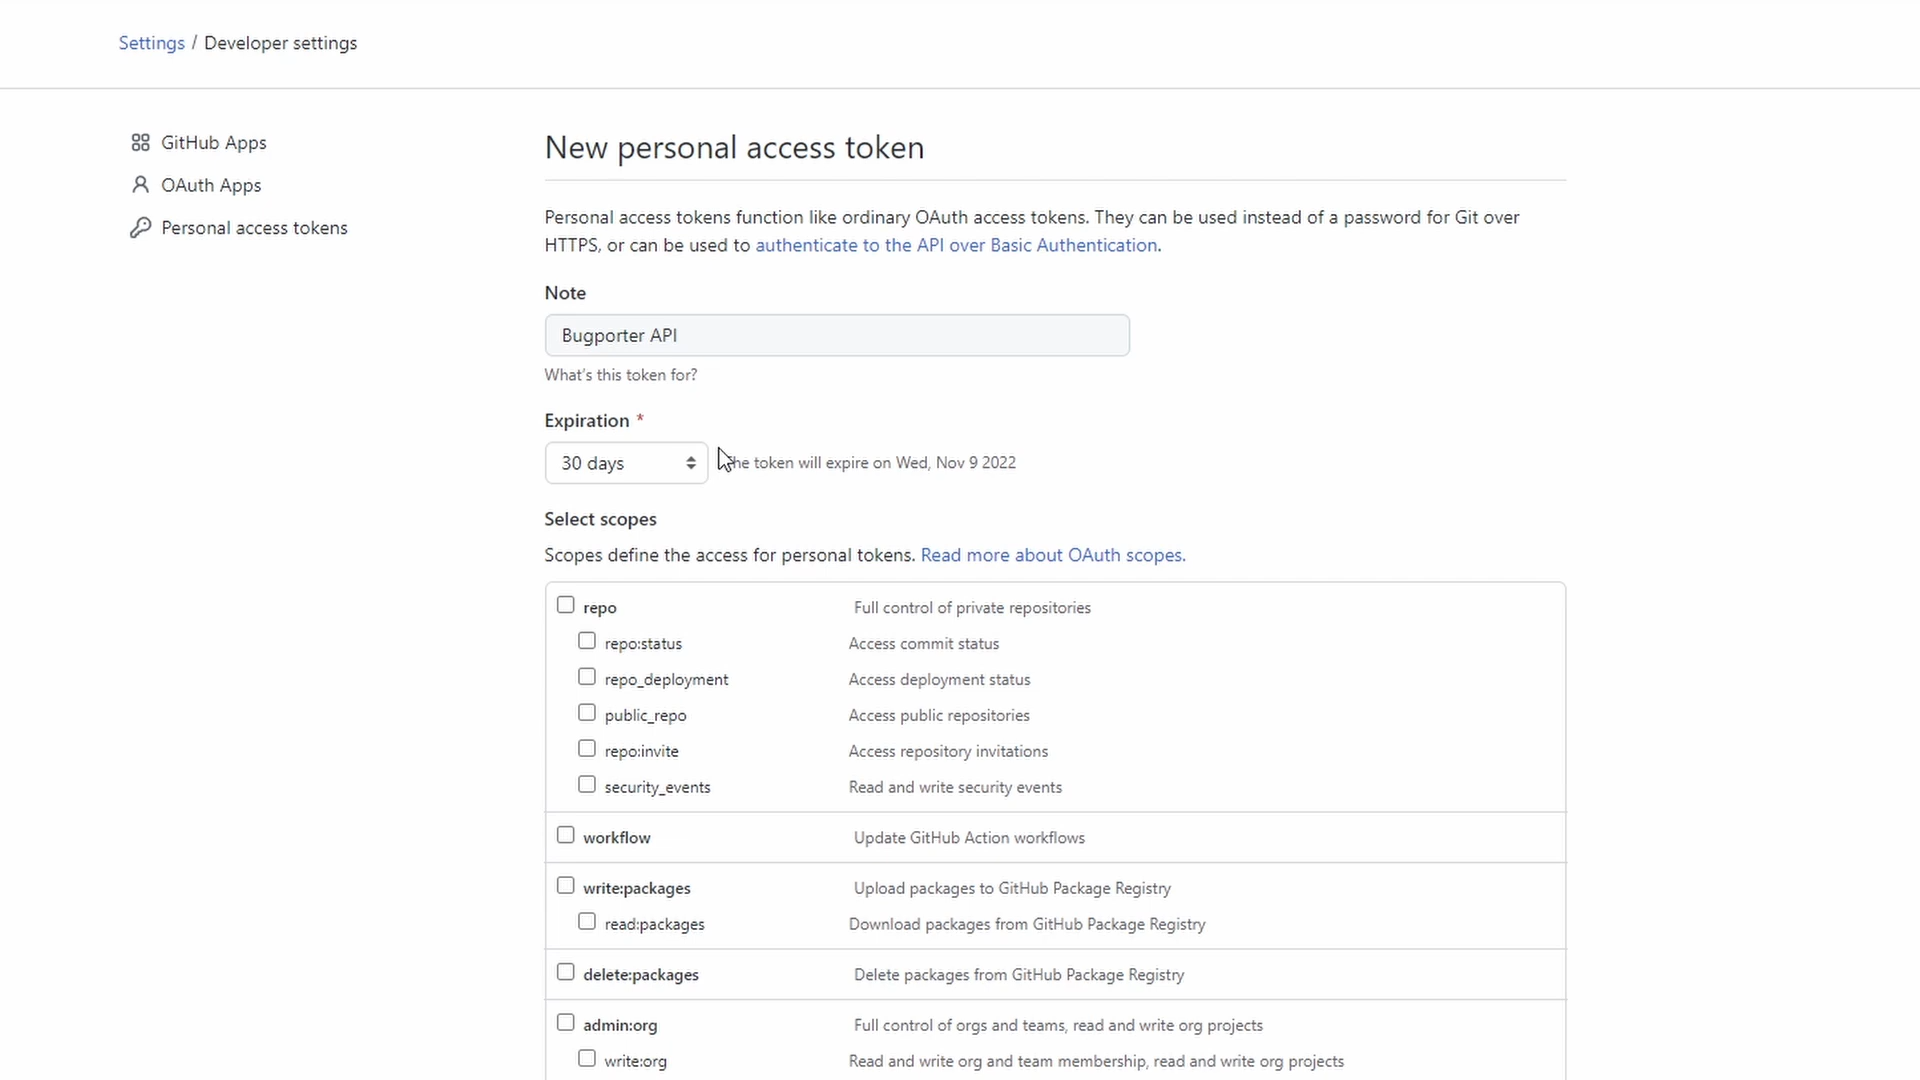 Settings / Developer settings
GitHub Apps
OAuth Apps
Personal access tokens
New personal access token
Personal access tokens function like ordinary OAuth access tokens. They can be used instead of a password for Git over
HTTPS, or can be used to authenticate to the API over Basic Authentication.
Note
Bugporter API
What's this token for?
Expiration *
30 days
he token will expire on Wed, Nov 9 2022
Select scopes
Scopes define the access for personal tokens. Read more about OAuth scopes.
repo Full control of private repositories
repo:status Access commit status
repo_deployment Access deployment status
public_repo Access public repositories
repo:invite Access repository invitations
security_events Read and write security events
workflow Update GitHub Action workflows
write:packages Upload packages to GitHub Package Registry
read:packages Download packages from GitHub Package Registry
delete:packages Delete packages from GitHub Package Registry
admin:org Full control of orgs and teams, read and write org projects
write:org Read and write org and team membership, read and write org projects